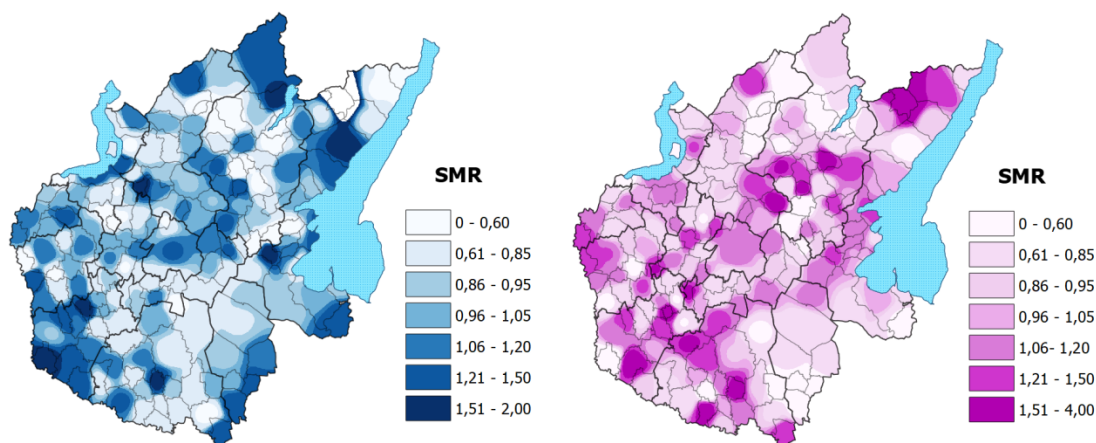 SMR
0 - 0,60
0,61 - 0,85
0,86 - 0,95
0,96 - 1,05
1,06 - 1,20
1,21 - 1,50
1,51 - 2,00
SMR
0 - 0,60
0,61 - 0,85
0,86 - 0,95
0,96 - 1,05
1,06- 1,20
1,21 - 1,50
1,51 - 4,00